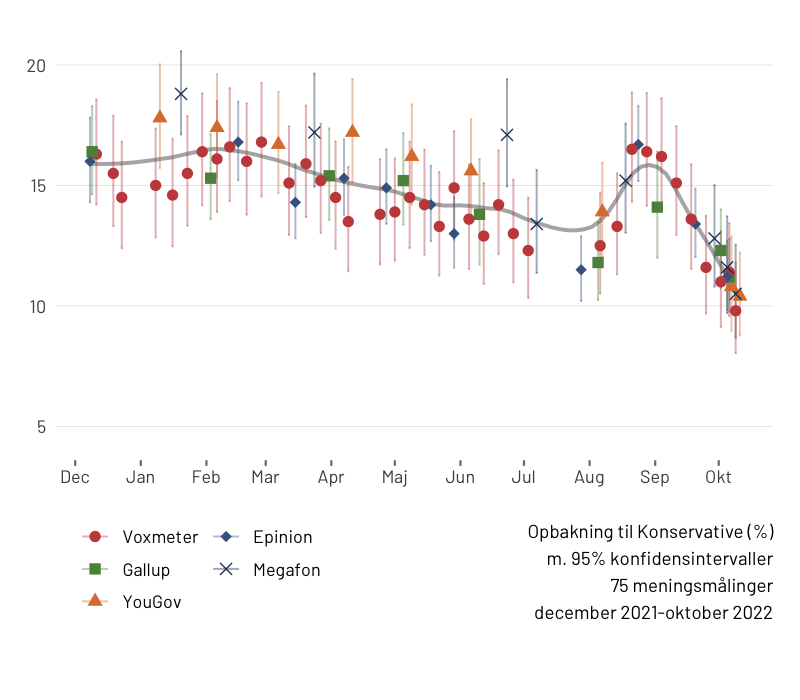 20
15
10
5
Dec Jan Feb Mar Apr Maj Jun Jul Aug Sep Okt
Voxmeter Epinion
Gallup Megafon
YouGov
Opbakning til Konservative (%)
m. 95% konfidensintervaller
75 meningsmålinger
december 2021-oktober 2022